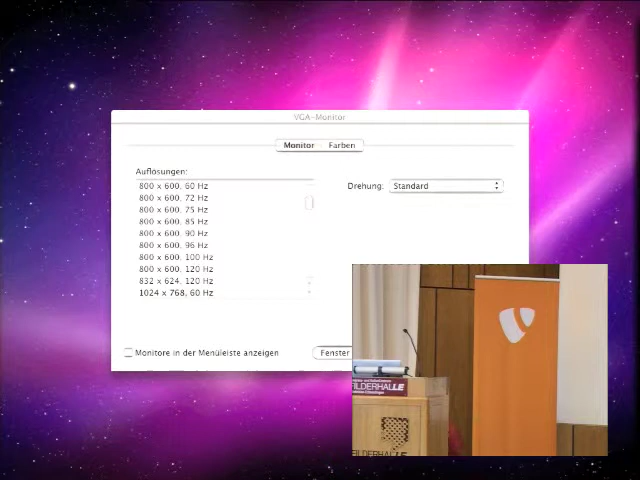 VGA-Monitor
Monitor Farben
Auflösungen:
800 x 600, 60 Hz
800 x 600, 72 Hz
800 x 600, 75 Hz
800 x 600, 85 Hz
800 x 600, 90 Hz
800 x 600, 96 Hz
800 x 600, 100 Hz
800 x 600, 120 Hz
832 x 624, 120 Hz
1024 x 768, 60 Hz
Drehung: Standard
Monitore in der Menüleiste anzeigen
Fenster
FILDERHALLE
FILDERHALLE